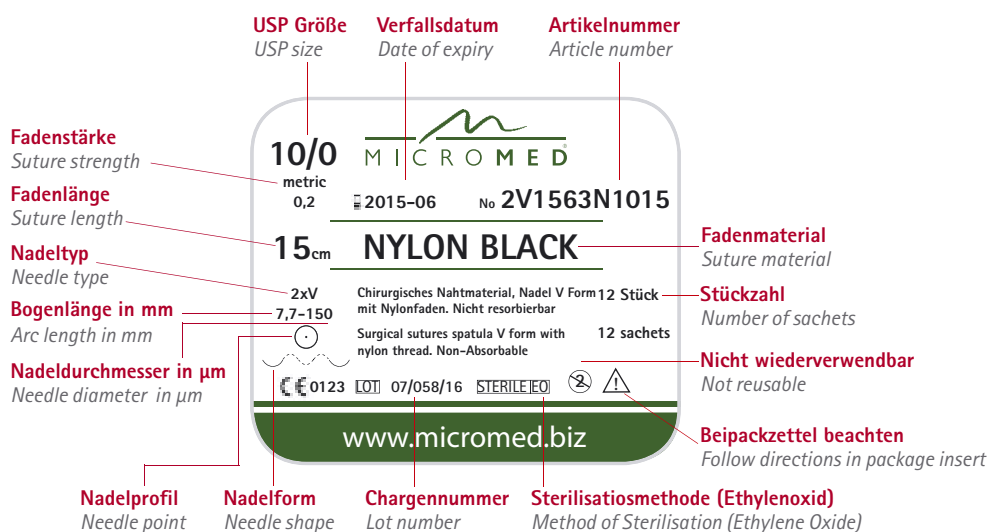 USP Größe
USP size
Verfallsdatum
Date of expiry
Artikelnummer
Article number
Fadenstärke
Suture strength
Fadenlänge
Suture length
Nadeltyp
Needle type
Bogenlänge in mm
Arc length in mm
Nadeldurchmesser in µm
Needle diameter in µm
10/0
metric
0,2
MICROMED®
2015-06
No 2V1563N1015
15cm
NYLON BLACK
2xV
7,7-150
Chirurgisches Nahtmaterial, Nadel V Form
mit Nylonfaden. Nicht resorbierbar
12 Stück
Surgical sutures spatula V form with
nylon thread. Non-Absorbable
12 sachets
CE 0123 LOT 07/058/16 STERILE EO 2 !
www.micromed.biz
Fadenmaterial
Suture material
Stückzahl
Number of sachets
Nicht wiederverwendbar
Not reusable
Beipackzettel beachten
Follow directions in package insert
Nadelprofil
Needle point
Nadelform
Needle shape
Chargennummer
Lot number
Sterilisatiosmethode (Ethylenoxid)
Method of Sterilisation (Ethylene Oxide)